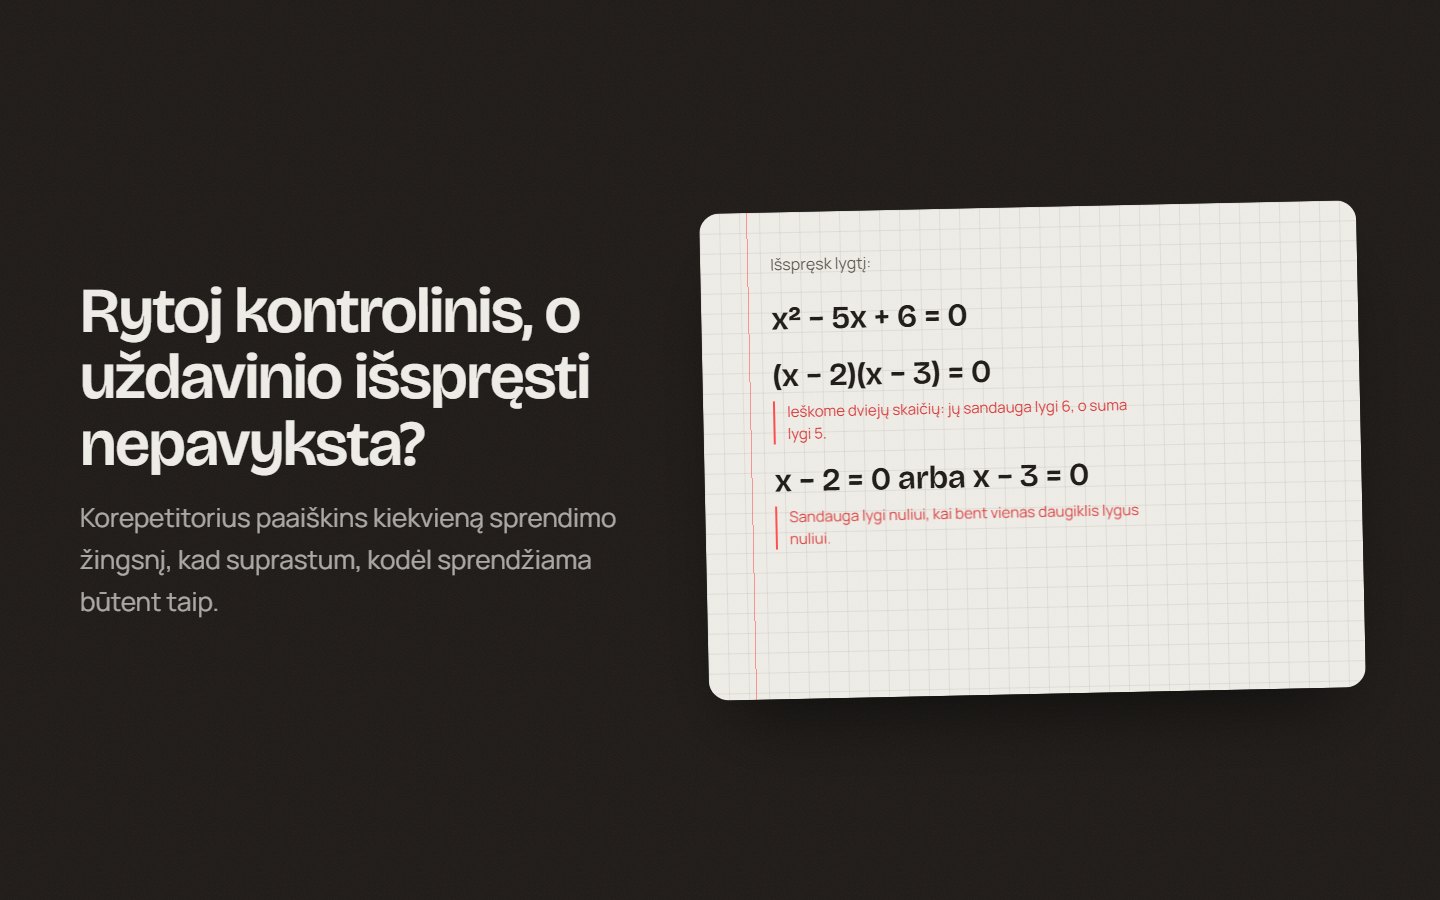 Rytoj kontrolinis, o
uždavinio išspręsti
nepavyksta?
Korepetitorius paaiškins kiekvieną sprendimo
žingsnį, kad suprastum, kodėl sprendžiama
būtent taip.
Išspręsk lygtį:
x² − 5x + 6 = 0
(x − 2)(x − 3) = 0
Ieškome dviejų skaičių: jų sandauga lygi 6, o suma
lygi 5.
x − 2 = 0 arba x − 3 = 0
Sandauga lygi nuliui, kai bent vienas daugiklis lygus
nuliui.